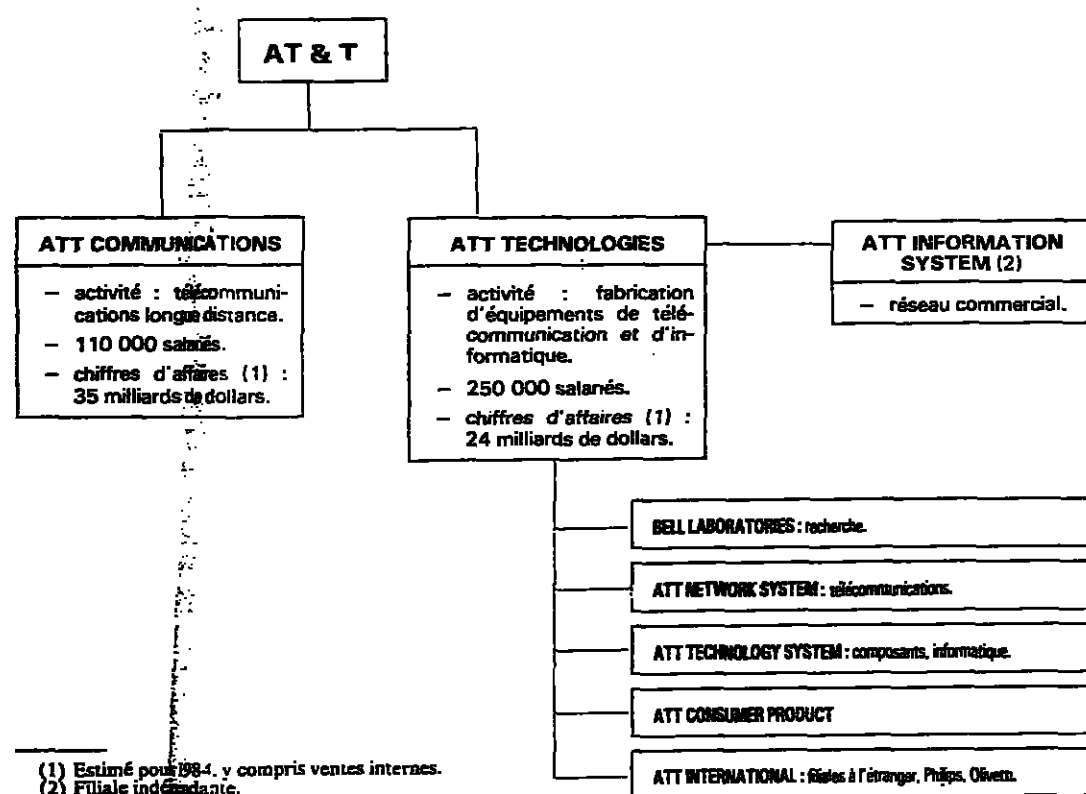 AT & T
ATT COMMUNICATIONS
– activité : télécommuni-
cations longue distance.
– 110 000 salariés.
– chiffres d'affaires (1) :
35 milliards de dollars.
ATT TECHNOLOGIES
– activité : fabrication
d'équipements de télé-
communication et d'in-
formatique.
– 250 000 salariés.
– chiffres d'affaire (1) :
24 milliards de dollars.
ATT INFORMATION
SYSTEM (2)
– réseau commercial.
BELL LABORATORIES : recherche.
ATT NETWORK SYSTEM : télécommunications.
ATT TECHNOLOGY SYSTEM : composants, informatique.
ATT CONSUMER PRODUCT
ATT INTERNATIONAL : filiales à l'étranger, Philips, Olivetti.
(1) Estimé pour 1984, y compris ventes internes.
(2) Filiale indépendante.